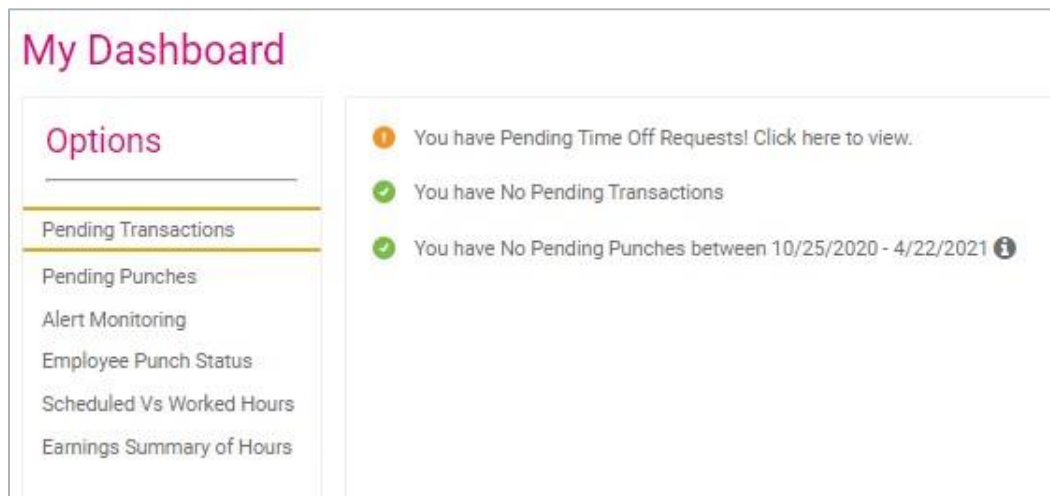 My Dashboard
Options
Pending Transactions
Pending Punches
Alert Monitoring
Employee Punch Status
Scheduled Vs Worked Hours
Earnings Summary of Hours
You have Pending Time Off Requests! Click here to view.
You have No Pending Transactions
You have No Pending Punches between 10/25/2020 - 4/22/2021